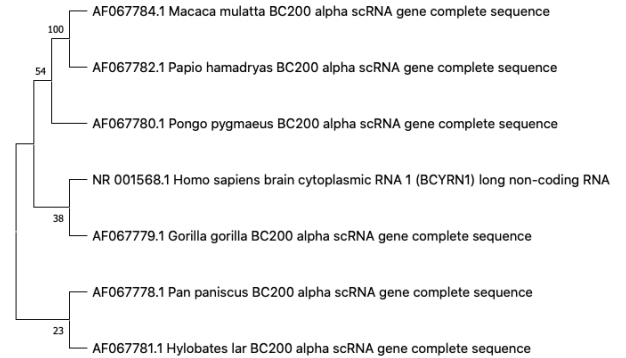 AF067784.1 Macaca mulatta BC200 alpha scRNA gene complete sequence
100
AF067782.1 Papio hamadryas BC200 alpha scRNA gene complete sequence
54
AF067780.1 Pongo pygmaeus BC200 alpha scRNA gene complete sequence
NR 001568.1 Homo sapiens brain cytoplasmic RNA 1 (BCYRN1) long non-coding RNA
38
AF067779.1 Gorilla gorilla BC200 alpha scRNA gene complete sequence
AF067778.1 Pan paniscus BC200 alpha scRNA gene complete sequence
23
AF067781.1 Hylobates lar BC200 alpha scRNA gene complete sequence